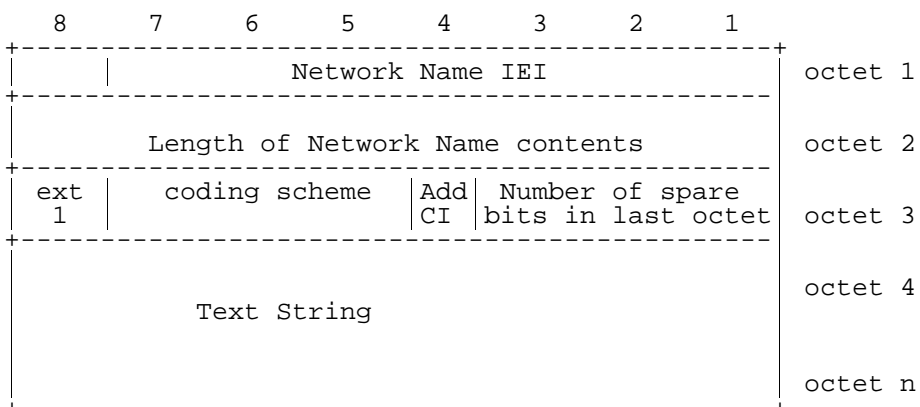 8 7 6 5 4 3 2 1
Network Name IEI octet 1
Length of Network Name contents octet 2
ext coding scheme Add Number of spare
1 CI bits in last octet octet 3
octet 4
Text String
octet n